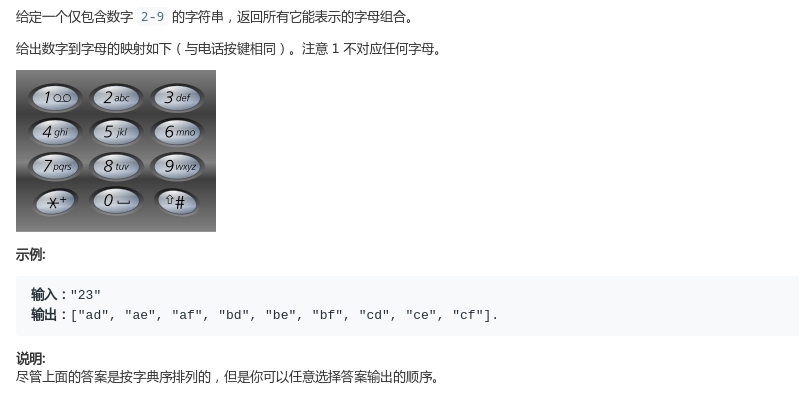 给定一个仅包含数字 2-9 的字符串，返回所有它能表示的字母组合。
给出数字到字母的映射如下（与电话按键相同）。注意 1 不对应任何字母。
1 2 abc 3 def
4 ghi 5 jkl 6 mno
7 pqrs 8 tuv 9 wxyz
*+ 0 ⇧#
示例:
输入："23"
输出：["ad", "ae", "af", "bd", "be", "bf", "cd", "ce", "cf"].
说明:
尽管上面的答案是按字典序排列的，但是你可以任意选择答案输出的顺序。